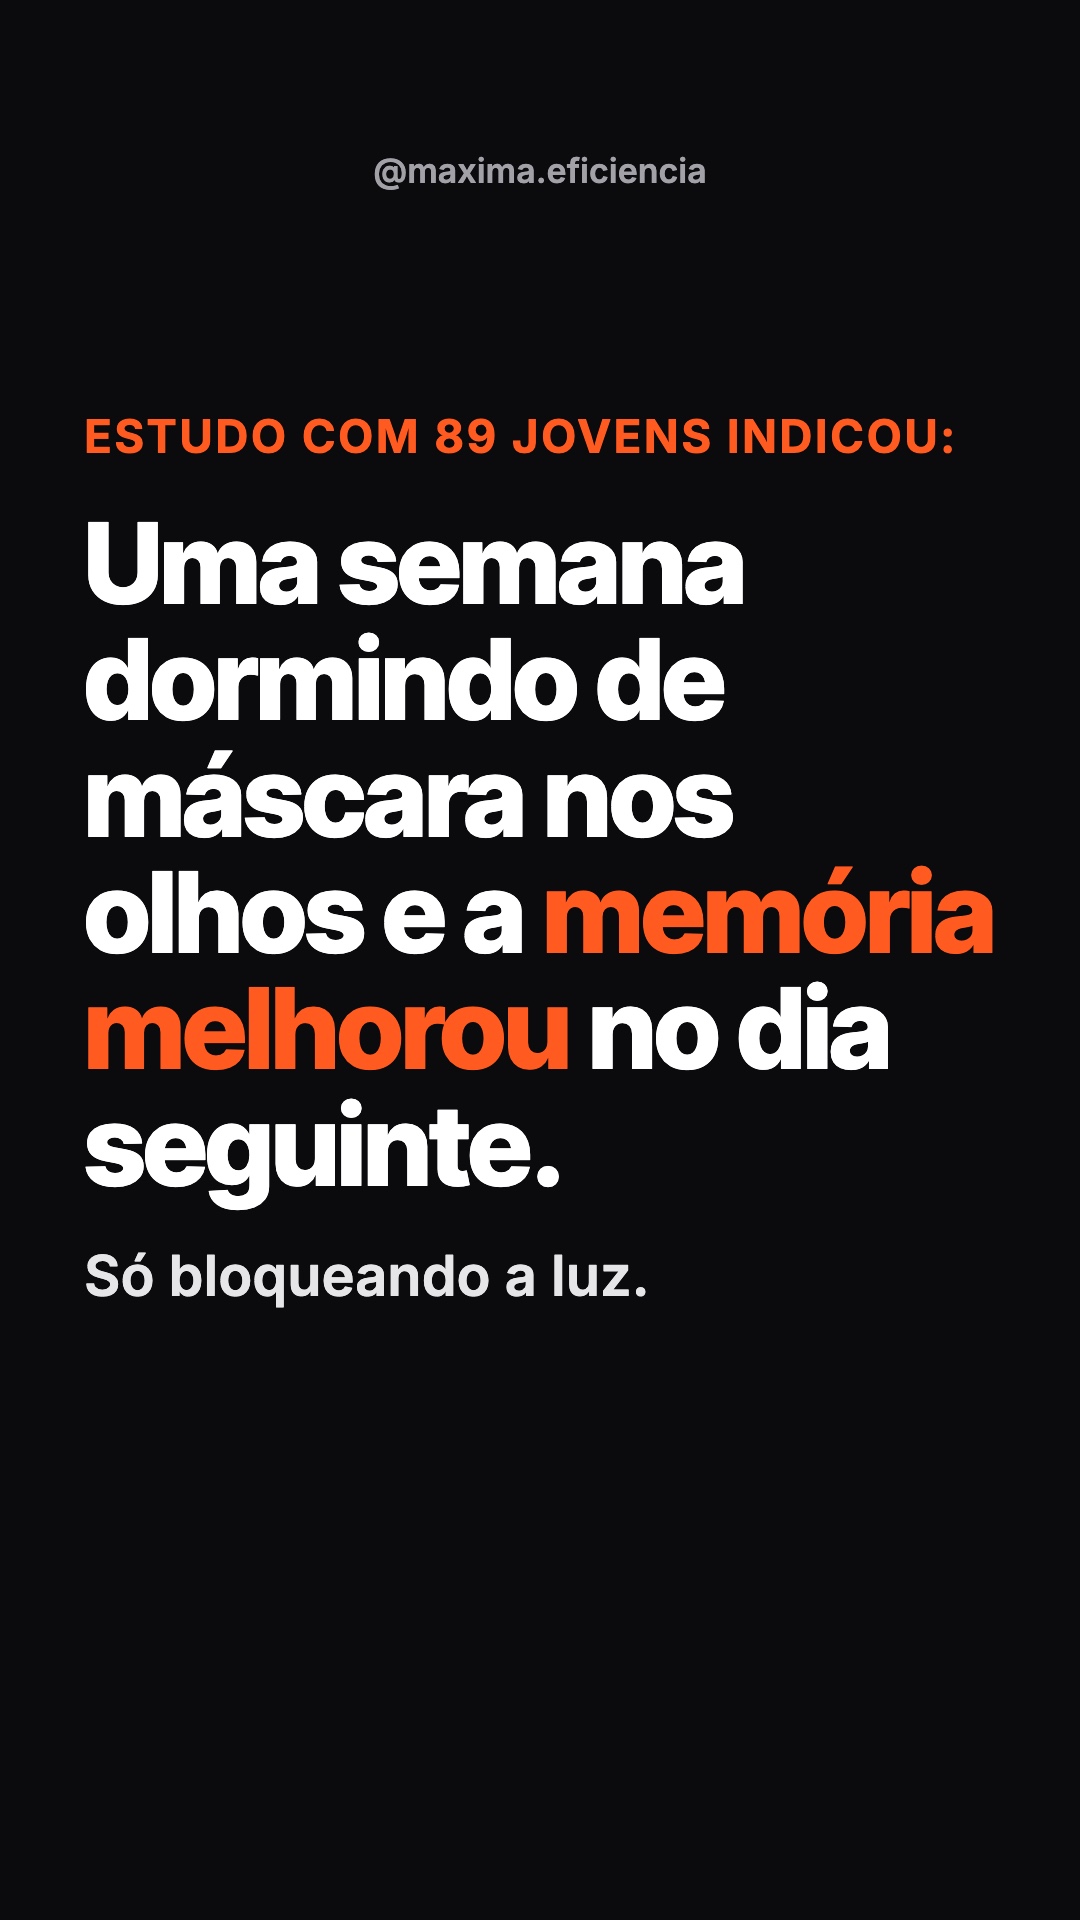 @maxima.eficiencia
ESTUDO COM 89 JOVENS INDICOU:
Uma semana
dormindo de
máscara nos
olhos e a memória
melhorou no dia
seguinte.
Só bloqueando a luz.